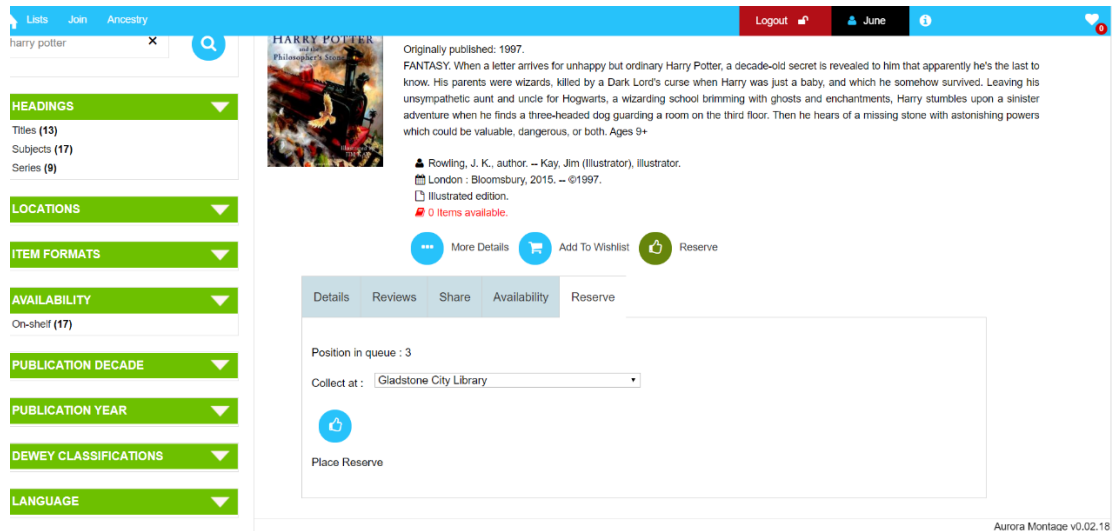 Lists Join Ancestry Logout June
0
harry potter ×
HEADINGS
Titles (13)
Subjects (17)
Series (9)
LOCATIONS
ITEM FORMATS
AVAILABILITY
On-shelf (17)
PUBLICATION DECADE
PUBLICATION YEAR
DEWEY CLASSIFICATIONS
LANGUAGE
HARRY POTTER
and the
Philosopher's Stone
Illustrated by
JIM KAY
Originally published: 1997.
FANTASY. When a letter arrives for unhappy but ordinary Harry Potter, a decade-old secret is revealed to him that apparently he's the last to
know. His parents were wizards, killed by a Dark Lord's curse when Harry was just a baby, and which he somehow survived. Leaving his
unsympathetic aunt and uncle for Hogwarts, a wizarding school brimming with ghosts and enchantments, Harry stumbles upon a sinister
adventure when he finds a three-headed dog guarding a room on the third floor. Then he hears of a missing stone with astonishing powers
which could be valuable, dangerous, or both. Ages 9+
Rowling, J. K., author. -- Kay, Jim (Illustrator), illustrator.
London : Bloomsbury, 2015. -- ©1997.
Illustrated edition.
0 Items available.
More Details Add To Wishlist Reserve
Details Reviews Share Availability Reserve
Position in queue : 3
Collect at : Gladstone City Library
Place Reserve
Aurora Montage v0.02.18